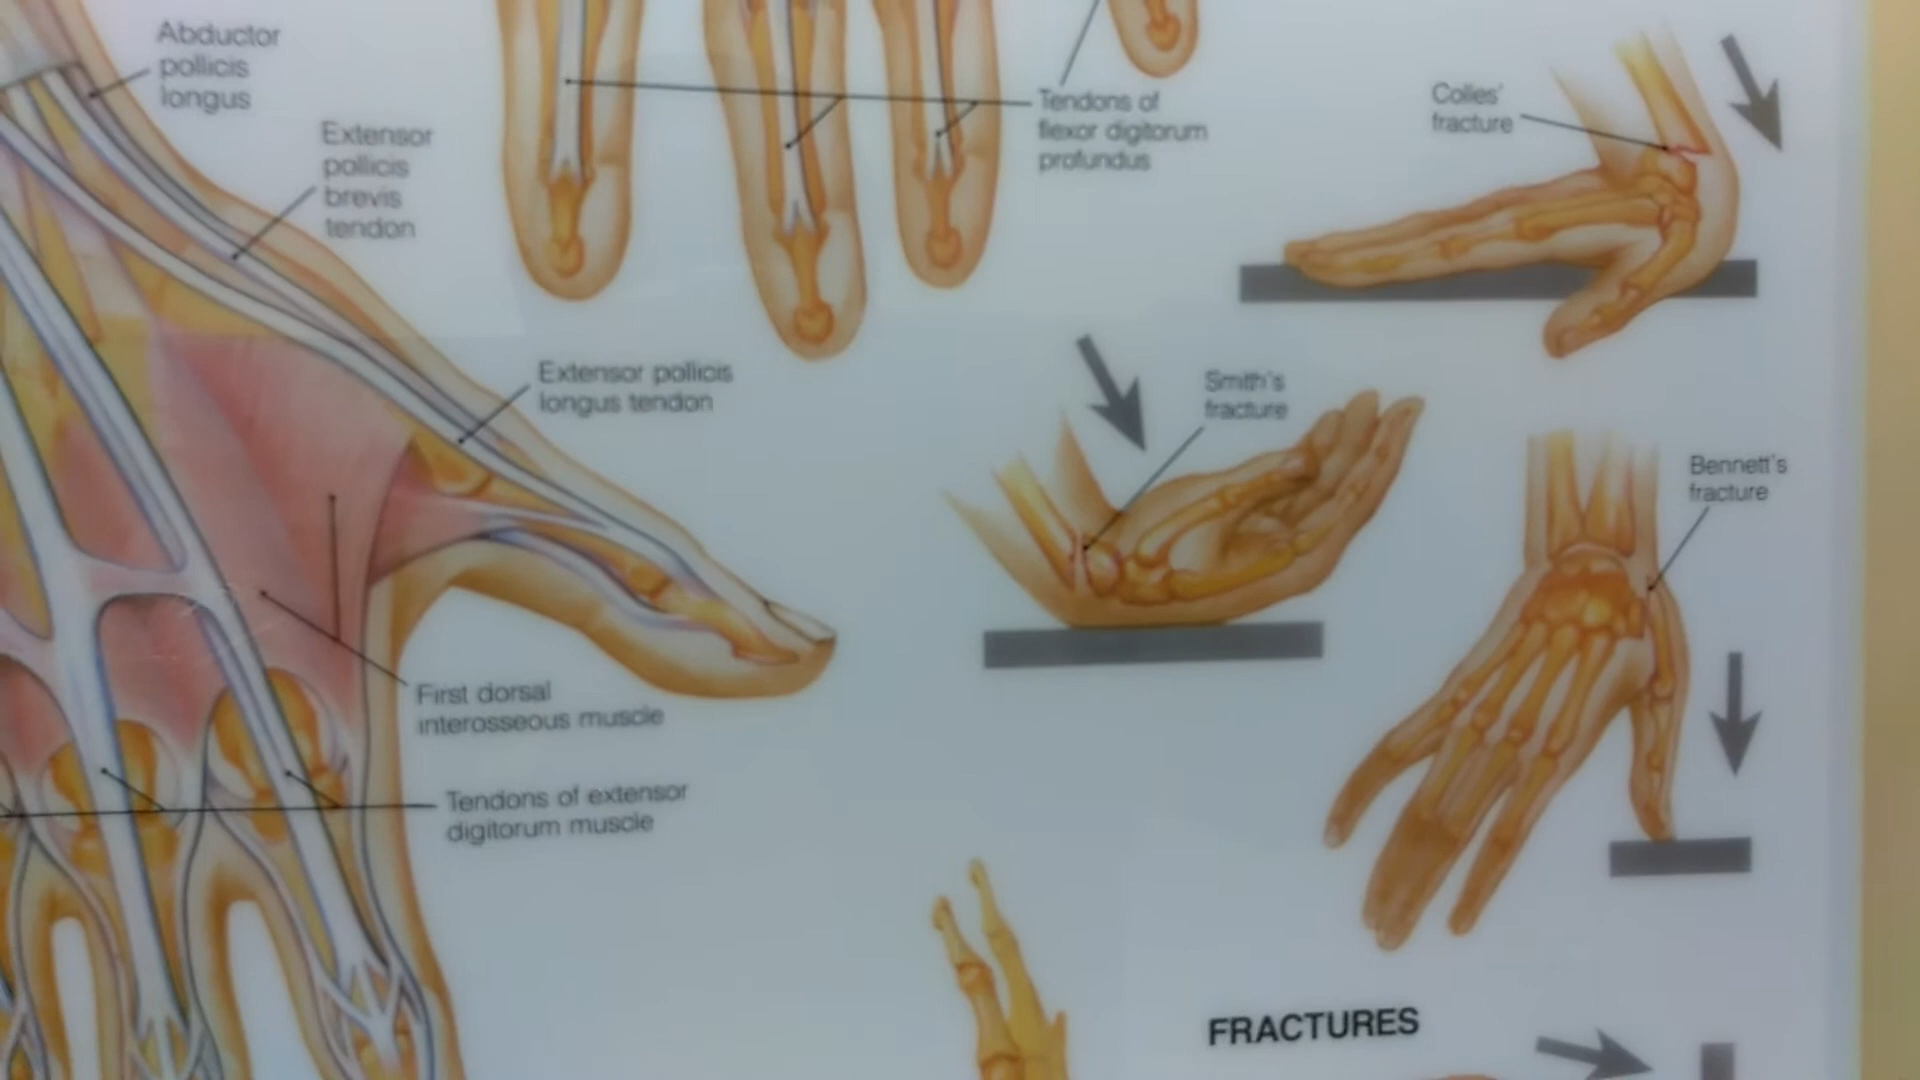 Abductor
pollicis
longus
Extensor
pollicis
brevis
tendon
Extensor pollicis
longus tendon
First dorsal
interosseous muscle
Tendons of extensor
digitorum muscle
Tendons of
flexor digitorum
profundus
Colles'
fracture
Smith's
fracture
Bennett's
fracture
FRACTURES